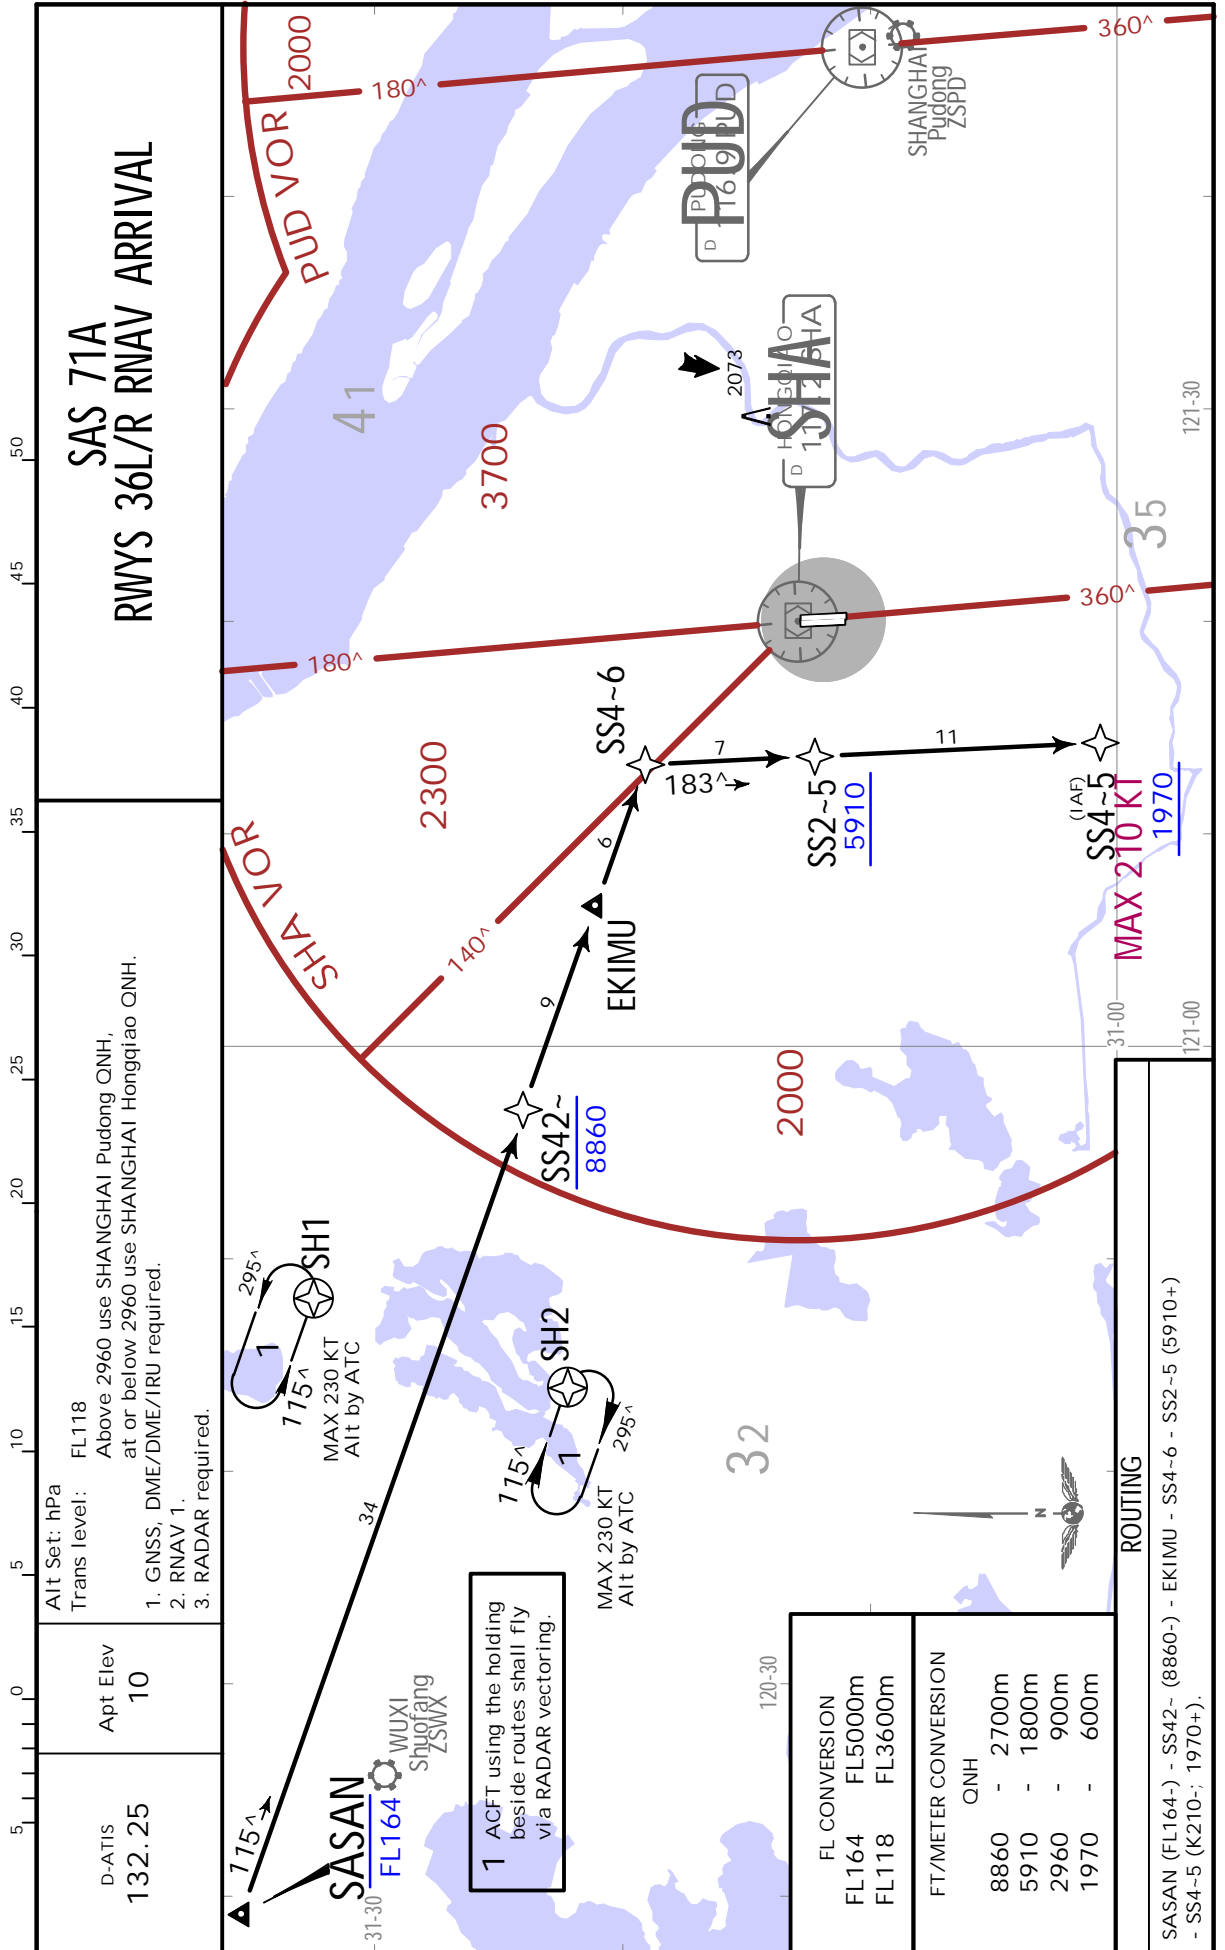 SAS 71A
RWYS 36L/R RNAV ARRIVAL
D-ATIS
132.25
Apt Elev
10
Alt Set: hPa
Trans level: FL118
Above 2960 use SHANGHAI Pudong QNH,
at or below 2960 use SHANGHAI Hongqiao QNH.
1. GNSS, DME/DME/IRU required.
2. RNAV 1.
3. RADAR required.
5 0 5 10 15 20 25 30 35 40 45 50
115^
SASAN
FL164
31-30
WUXI
Shuofang
ZSWX
34
295^
1
115^
SH1
MAX 230 KT
Alt by ATC
SH2
115^
1
295^
MAX 230 KT
Alt by ATC
1 ACFT using the holding
beside routes shall fly
via RADAR vectoring.
SS42~
8860
9
EKIMU
6
SS4~6
7
183^
SS2~5
5910
11
(IAF)
SS4~5
MAX 210 KT
1970
SHA VOR
140^
180^
360^
2300
3700
2000
PUD VOR
2000
180^
360^
41
35
32
2073
D HONGQIAO
SHA
D PUDONG
116.9 PUD
PUD
SHANGHAI
Pudong
ZSPD
120-30
121-00
121-30
31-00
N
FL CONVERSION
FL164 FL5000m
FL118 FL3600m
FT/METER CONVERSION
QNH
8860 - 2700m
5910 - 1800m
2960 - 900m
1970 - 600m
ROUTING
SASAN (FL164-) - SS42~ (8860-) - EKIMU - SS4~6 - SS2~5 (5910+)
- SS4~5 (K210-; 1970+).